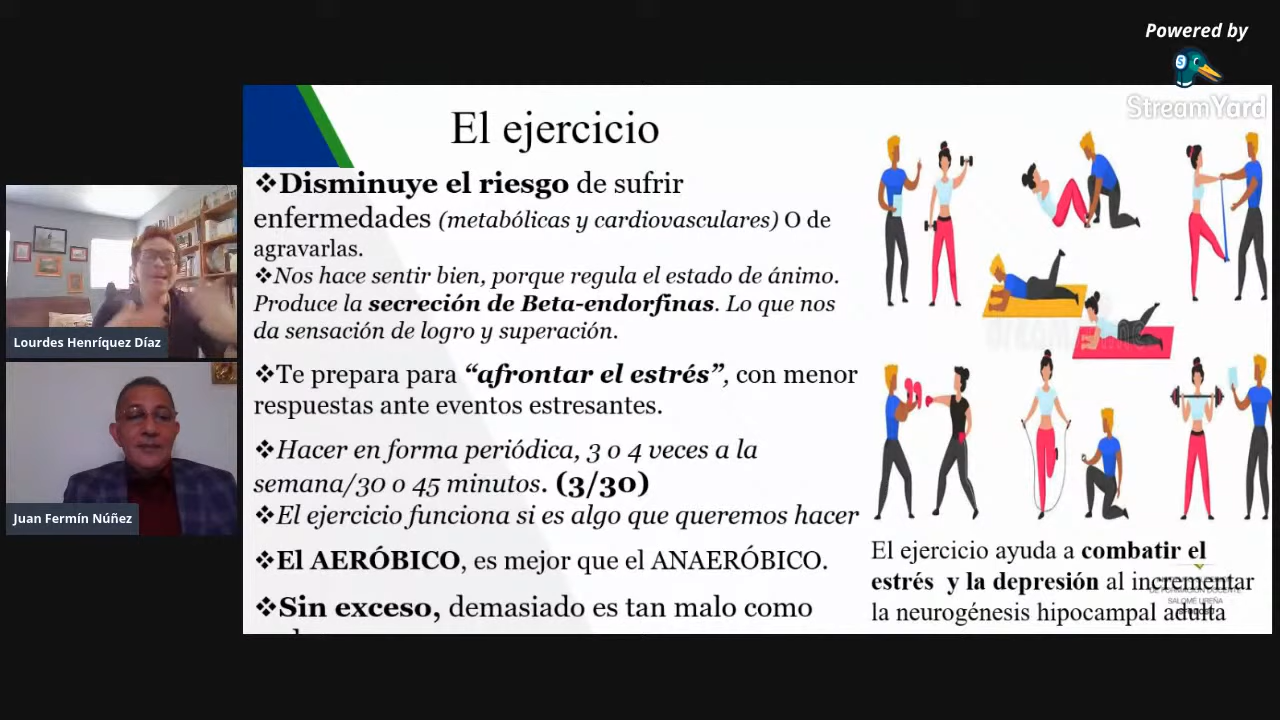 Powered by
StreamYard
El ejercicio
❖Disminuye el riesgo de sufrir
enfermedades (metabólicas y cardiovasculares) O de
agravarlas.
❖Nos hace sentir bien, porque regula el estado de ánimo.
Produce la secreción de Beta-endorfinas. Lo que nos
da sensación de logro y superación.
❖Te prepara para “afrontar el estrés”, con menor
respuestas ante eventos estresantes.
❖Hacer en forma periódica, 3 o 4 veces a la
semana/30 o 45 minutos. (3/30)
❖El ejercicio funciona si es algo que queremos hacer
❖El AERÓBICO, es mejor que el ANAERÓBICO.
❖Sin exceso, demasiado es tan malo como
El ejercicio ayuda a combatir el
estrés y la depresión al incrementar
la neurogénesis hipocampal adulta
DE FORMACIÓN DOCENTE
SALOMÉ UREÑA
Lourdes Henríquez Díaz
Juan Fermín Núñez